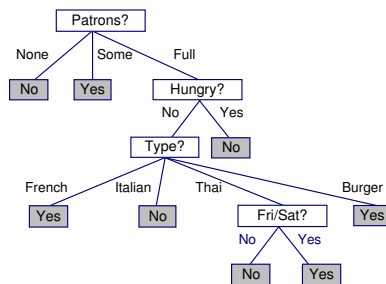 Patrons?
None Some Full
No Yes Hungry?
No Yes
Type? No
French Italian Thai Burger
Yes No Fri/Sat? Yes
No Yes
No Yes